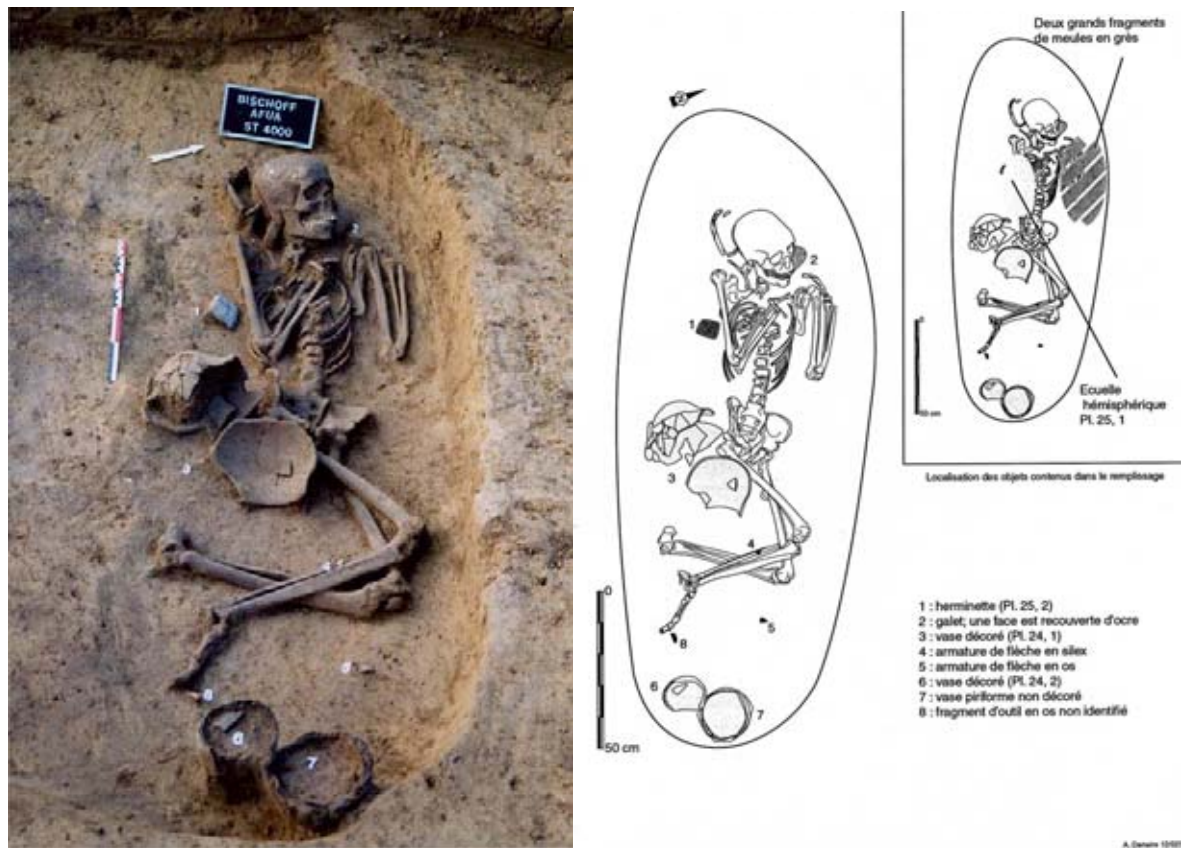 BISCHOFF
AFUA
ST 4000
6
7
Deux grands fragments
de meules en grès
0
50 cm
Ecuelle
hémisphérique
Pl. 25, 1
Localisation des objets contenus dans le remplissage
2
1
3
4
5
8
6
7
0
50 cm
1 : herminette (Pl. 25, 2)
2 : galet; une face est recouverte d'ocre
3 : vase décoré (Pl. 24, 1)
4 : armature de flèche en silex
5 : armature de flèche en os
6 : vase décoré (Pl. 24, 2)
7 : vase piriforme non décoré
8 : fragment d'outil en os non identifié